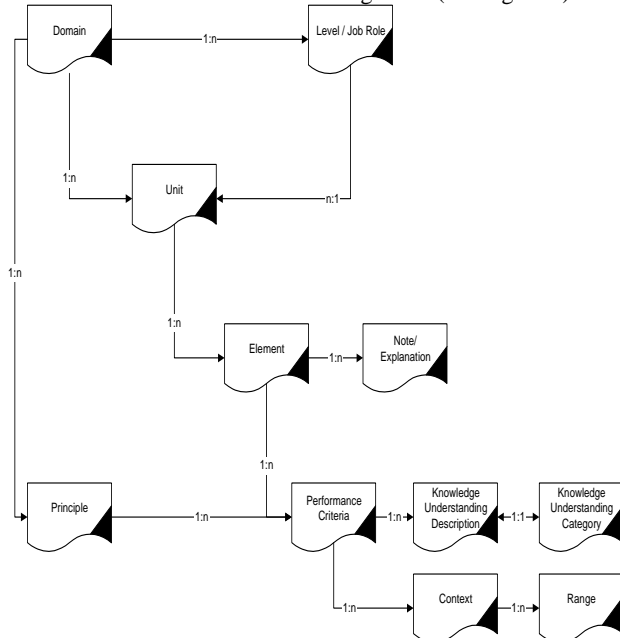 Domain
Level / Job Role
1:n
1:n
Unit
n:1
1:n
1:n
Element
1:n
Note/
Explanation
1:n
Principle
1:n
Performance
Criteria
1:n
Knowledge
Understanding
Description
1:1
Knowledge
Understanding
Category
1:n
Context
1:n
Range